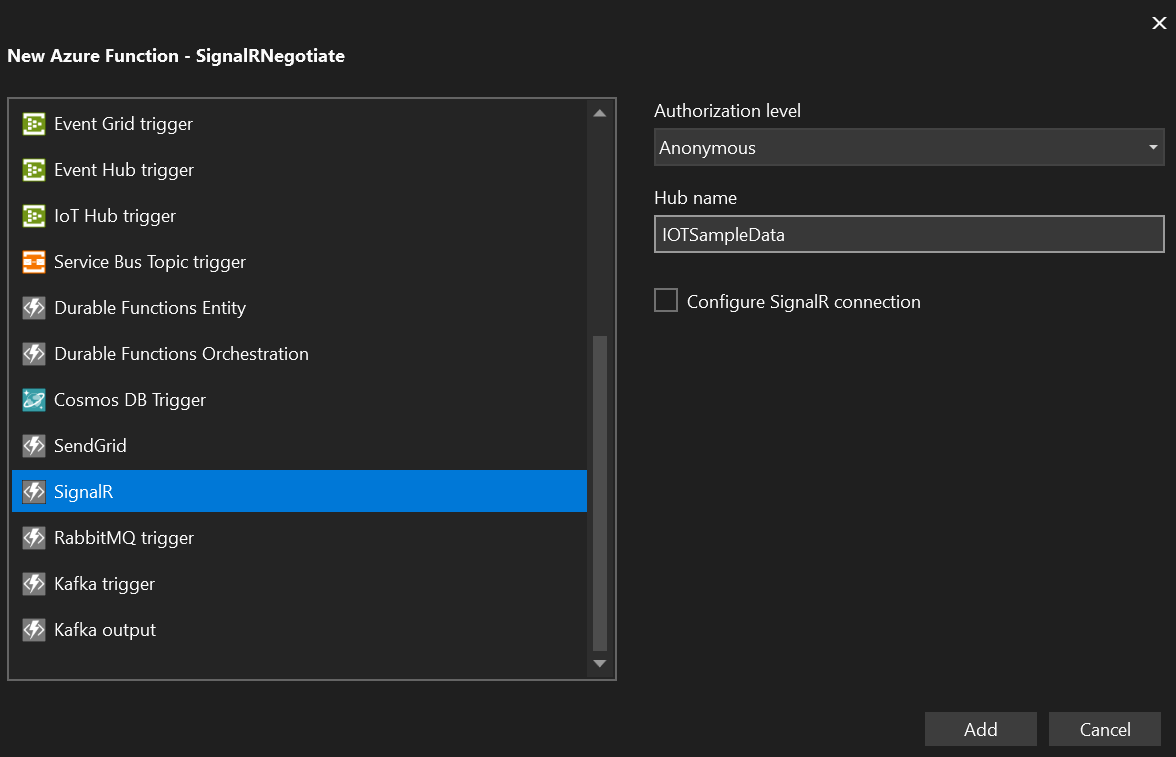 New Azure Function - SignalRNegotiate
Event Grid trigger
Event Hub trigger
IoT Hub trigger
Service Bus Topic trigger
Durable Functions Entity
Durable Functions Orchestration
Cosmos DB Trigger
SendGrid
SignalR
RabbitMQ trigger
Kafka trigger
Kafka output
Authorization level
Anonymous
Hub name
IOTSampleData
Configure SignalR connection
Add
Cancel